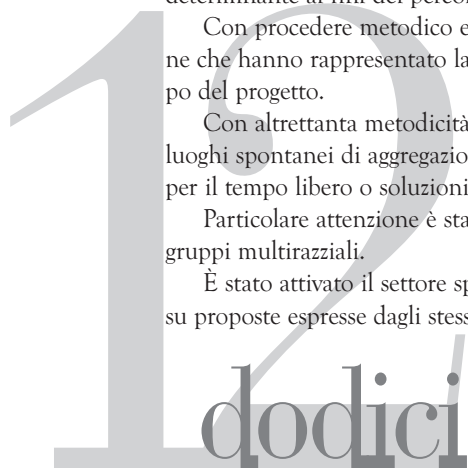 Con procedere metodico e
ne che hanno rappresentato la
po del progetto.
Con altrettanta metodicità
luoghi spontanei di aggregazio
per il tempo libero o soluzioni
Particolare attenzione è sta
gruppi multirazziali.
È stato attivato il settore sp
su proposte espresse dagli stess
12
dodici